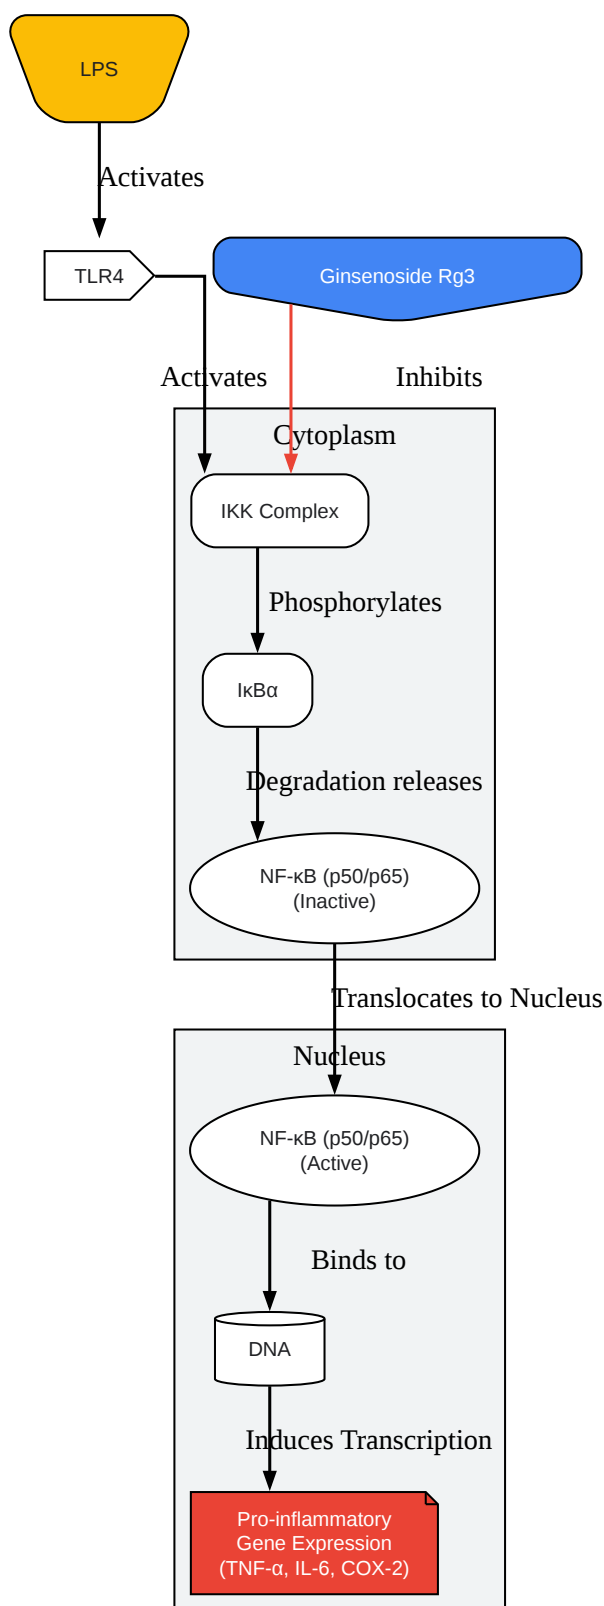 LPS
Activates
TLR4
Ginsenoside Rg3
Activates
Inhibits
Cytoplasm
IKK Complex
Phosphorylates
IκBα
Degradation releases
NF-κB (p50/p65)
(Inactive)
Translocates to Nucleus
Nucleus
NF-κB (p50/p65)
(Active)
Binds to
DNA
Induces Transcription
Pro-inflammatory
Gene Expression
(TNF-α, IL-6, COX-2)